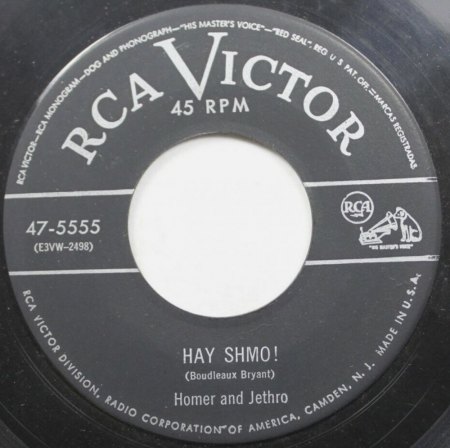 RCA VICTOR—RCA MONOGRAM—DOG AND PHONOGRAPH—"HIS MASTER'S VOICE"—"RED SEAL", REG U S PAT. OFF.—MARCAS REGISTRADAS
RCA VICTOR
45 RPM
47-5555
(E3VW-2498)
RCA
"HIS MASTER'S VOICE"
HAY SHMO!
(Boudleaux Bryant)
Homer and Jethro
RCA VICTOR DIVISION, RADIO CORPORATION OF AMERICA, CAMDEN, N. J. MADE IN U.S.A.